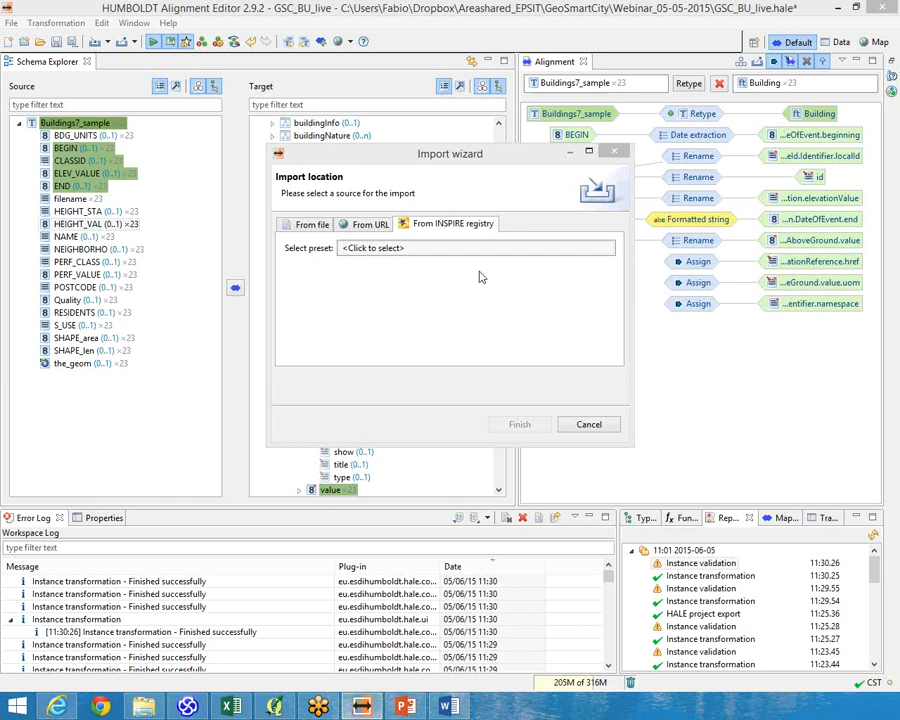 HUMBOLDT Alignment Editor 2.9.2 - GSC_BU_live - C:\Users\Fabio\Dropbox\Areashared_EPSIT\GeoSmartCity\Webinar_05-05-2015\GSC_BU_live.hale*
File Transformation Edit Window Help
Default Data Map
Schema Explorer
Alignment
Source
Target
Buildings7_sample ×23
Retype
Building ×23
type filter text
type filter text
Buildings7_sample
Retype
Building
Buildings7_sample ×23
BDG_UNITS (0..1)
BEGIN (0..1) ×23
CLASSID (0..1) ×23
ELEV_VALUE (0..1) ×23
END (0..1) ×23
filename ×23
HEIGHT_STA (0..1) ×23
HEIGHT_VAL (0..1) ×23
NAME (0..1) ×23
NEIGHBORHO (0..1) ×23
PERF_CLASS (0..1) ×23
PERF_VALUE (0..1) ×23
POSTCODE (0..1) ×23
Quality (0..1) ×23
RESIDENTS (0..1) ×23
S_USE (0..1) ×23
SHAPE_area (0..1) ×23
SHAPE_len (0..1) ×23
the_geom (0..1) ×23
buildingInfo (0..1)
buildingNature (0..n)
show (0..1)
title (0..1)
type (0..1)
value ×23
Import wizard
Import location
Please select a source for the import
From file
From URL
From INSPIRE registry
Select preset: <Click to select>
Finish
Cancel
BEGIN
Date extraction
...eOfEvent.beginning
Rename
...eld.Identifier.localId
Rename
id
Rename
...tion.elevationValue
Formatted string
...n.DateOfEvent.end
Rename
...AboveGround.value
Assign
...ationReference.href
Assign
...eGround.value.uom
Assign
...entifier.namespace
Error Log
Properties
Workspace Log
type filter text
Message Plug-in Date
Instance transformation - Finished successfully eu.esdihumboldt.hale.co... 05/06/15 11:30
Instance transformation - Finished successfully eu.esdihumboldt.hale.co... 05/06/15 11:30
Instance transformation - Finished successfully eu.esdihumboldt.hale.co... 05/06/15 11:30
Instance transformation eu.esdihumboldt.hale.ui 05/06/15 11:30
[11:30:26] Instance transformation - Finished successfully eu.esdihumboldt.hale.co... 05/06/15 11:30
Instance transformation - Finished successfully eu.esdihumboldt.hale.co... 05/06/15 11:29
Instance transformation - Finished successfully eu.esdihumboldt.hale.co... 05/06/15 11:29
Typ...
Fun...
Rep...
Map...
Tra...
11:01 2015-06-05
Instance validation 11:30.26
Instance transformation 11:30.25
Instance validation 11:29.55
Instance transformation 11:29.54
HALE project export 11:25.36
Instance validation 11:25.28
Instance transformation 11:25.27
Instance validation 11:23.45
Instance transformation 11:23.44
205M of 316M
CST